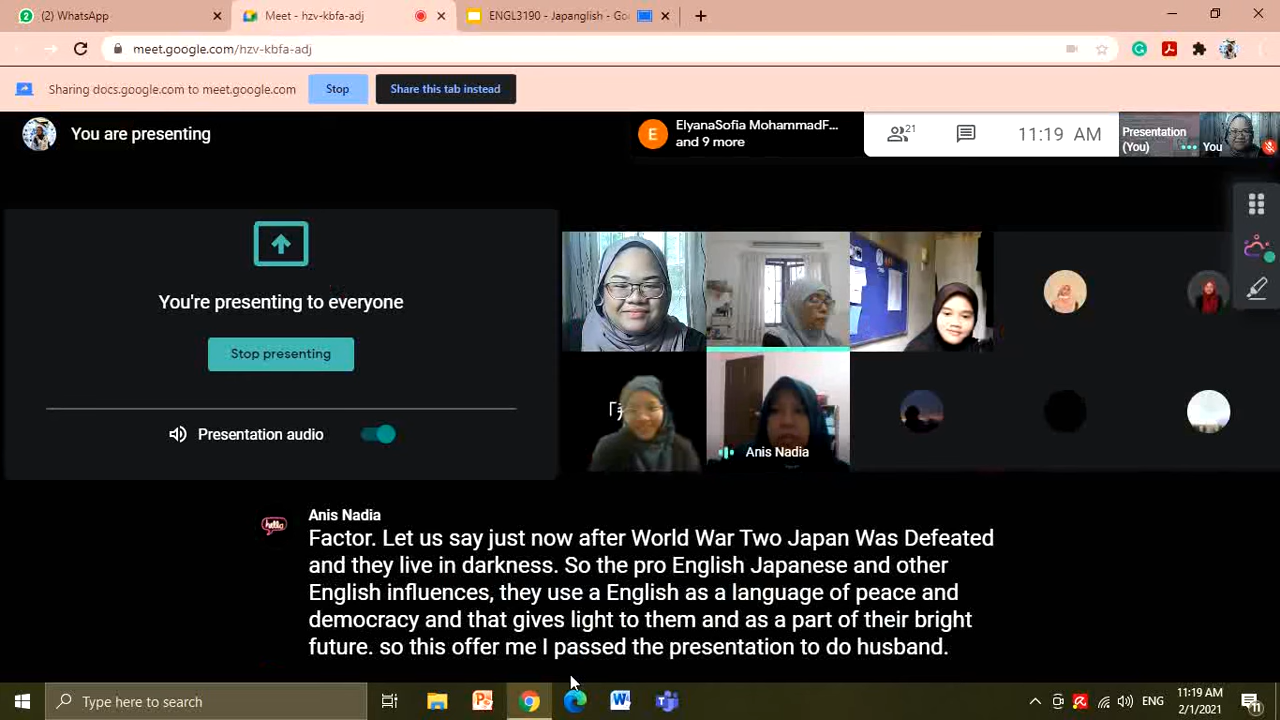 2
(2) WhatsApp
Meet - hzv-kbfa-adj
ENGL3190 - Japanglish - Go
meet.google.com/hzv-kbfa-adj
Sharing docs.google.com to meet.google.com
Stop
Share this tab instead
You are presenting
E
ElyanaSofia MohammadF...
and 9 more
21
11:19 AM
Presentation
(You)
You
You're presenting to everyone
Stop presenting
Presentation audio
Anis Nadia
hello
Anis Nadia
Factor. Let us say just now after World War Two Japan Was Defeated
and they live in darkness. So the pro English Japanese and other
English influences, they use a English as a language of peace and
democracy and that gives light to them and as a part of their bright
future. so this offer me I passed the presentation to do husband.
Type here to search
ENG
11:19 AM
2/1/2021
11